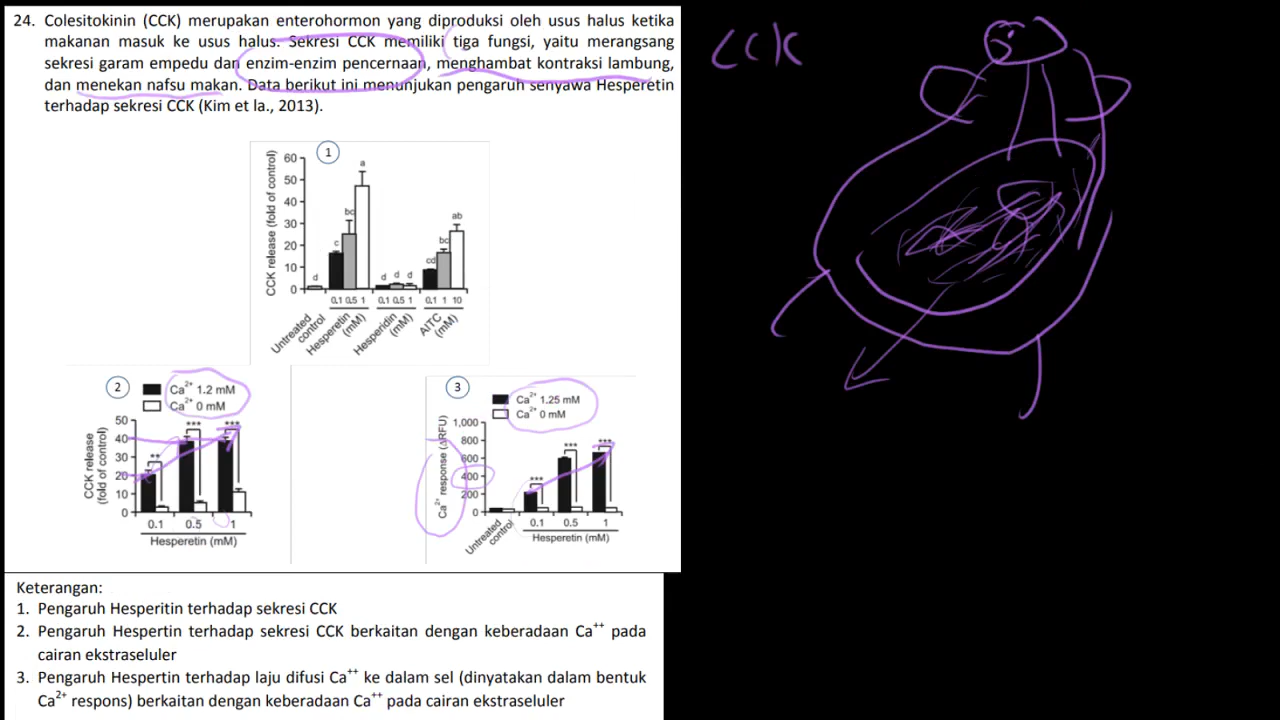 24. Colesitokinin (CCK) merupakan enterohormon yang diproduksi oleh usus halus ketika
makanan masuk ke usus halus. Sekresi CCK memiliki tiga fungsi, yaitu merangsang
sekresi garam empedu dan enzim-enzim pencernaan, menghambat kontraksi lambung,
dan menekan nafsu makan. Data berikut ini menunjukan pengaruh senyawa Hesperetin
terhadap sekresi CCK (Kim et la., 2013).
CCK
1
CCK release (fold of control)
60
50
40
30
20
10
0
d
c
bc
a
d d d
cd
bc
ab
0,1 0,5 1 0,1 0,5 1 0,1 1 10
Untreated control
Hesperetin (mM)
Hesperidin (mM)
AITC (mM)
2
Ca2+ 1.2 mM
Ca2+ 0 mM
CCK release
(fold of control)
50
40
30
20
10
0
** *** ***
0.1 0.5 1
Hesperetin (mM)
3
Ca2+ 1.25 mM
Ca2+ 0 mM
Ca2+ response (ΔRFU)
1,000
800
600
400
200
0
*** *** ***
Untreated control
0.1 0.5 1
Hesperetin (mM)
Keterangan:
1. Pengaruh Hesperitin terhadap sekresi CCK
2. Pengaruh Hespertin terhadap sekresi CCK berkaitan dengan keberadaan Ca++ pada
cairan ekstraseluler
3. Pengaruh Hespertin terhadap laju difusi Ca++ ke dalam sel (dinyatakan dalam bentuk
Ca2+ respons) berkaitan dengan keberadaan Ca++ pada cairan ekstraseluler